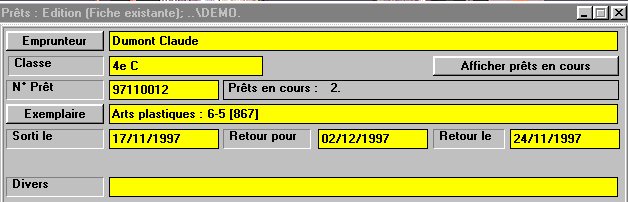 Prêts : Edition (Fiche existante); ..\DEMO.
Emprunteur Dumont Claude
Classe 4e C Afficher prêts en cours
N° Prêt 97110012 Prêts en cours : 2.
Exemplaire Arts plastiques : 6-5 [867]
Sorti le 17/11/1997 Retour pour 02/12/1997 Retour le 24/11/1997
Divers